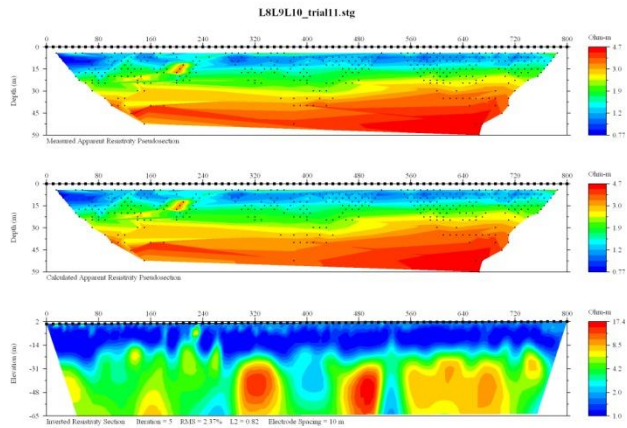 L8L9L10_trial11.stg
0 80 160 240 320 400 480 560 640 720 800
Ohm-m
0
15
30
45
59
Depth (m)
4.7
3.0
1.9
1.2
0.77
Measured Apparent Resistivity Pseudosection
0 80 160 240 320 400 480 560 640 720 800
Ohm-m
0
15
30
45
59
Depth (m)
4.7
3.0
1.9
1.2
0.77
Calculated Apparent Resistivity Pseudosection
0 80 160 240 320 400 480 560 640 720 800
Ohm-m
2
-14
-31
-48
-65
Elevation (m)
17.4
8.5
4.2
2.0
1.0
Inverted Resistivity Section Iteration = 5 RMS = 2.37% L2 = 0.82 Electrode Spacing = 10 m